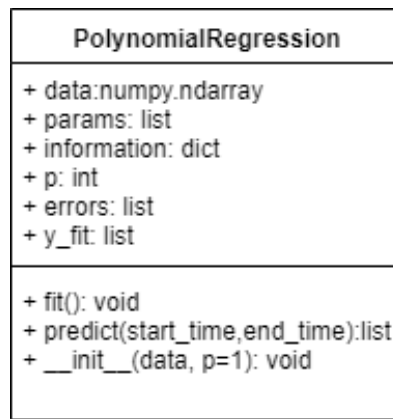 PolynomialRegression
+ data:numpy.ndarray
+ params: list
+ information: dict
+ p: int
+ errors: list
+ y_fit: list
+ fit(): void
+ predict(start_time,end_time):list
+ __init__(data, p=1): void